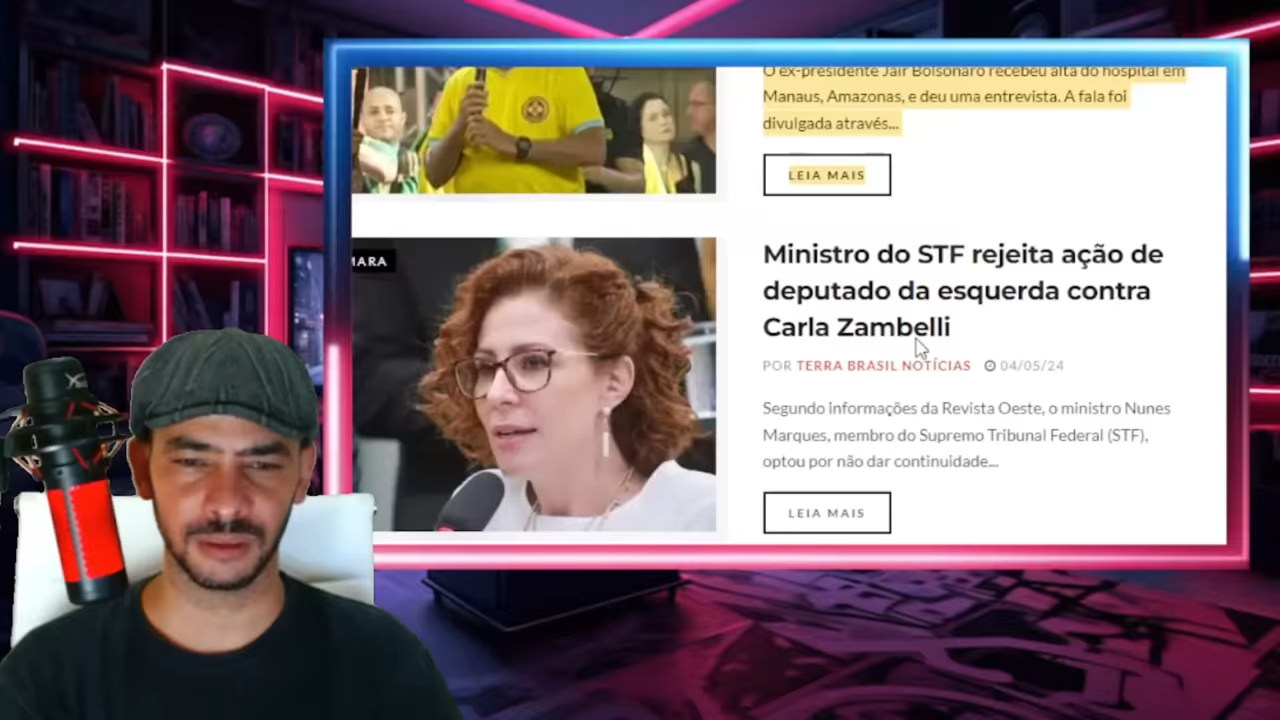 O ex-presidente Jair Bolsonaro recebeu alta do hospital em
Manaus, Amazonas, e deu uma entrevista. A fala foi
divulgada através...
LEIA MAIS
MARA
Ministro do STF rejeita ação de
deputado da esquerda contra
Carla Zambelli
POR TERRA BRASIL NOTÍCIAS 04/05/24
Segundo informações da Revista Oeste, o ministro Nunes
Marques, membro do Supremo Tribunal Federal (STF),
optou por não dar continuidade...
LEIA MAIS